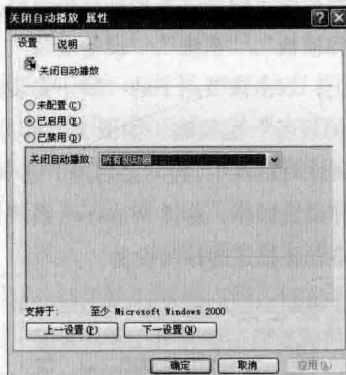 关闭自动播放 属性
设置 说明
关闭自动播放
未配置(C)
已启用(E)
已禁用(D)
关闭自动播放: 所有驱动器
支持于: 至少 Microsoft Windows 2000
上一设置(P) 下一设置(N)
确定 取消 应用(A)